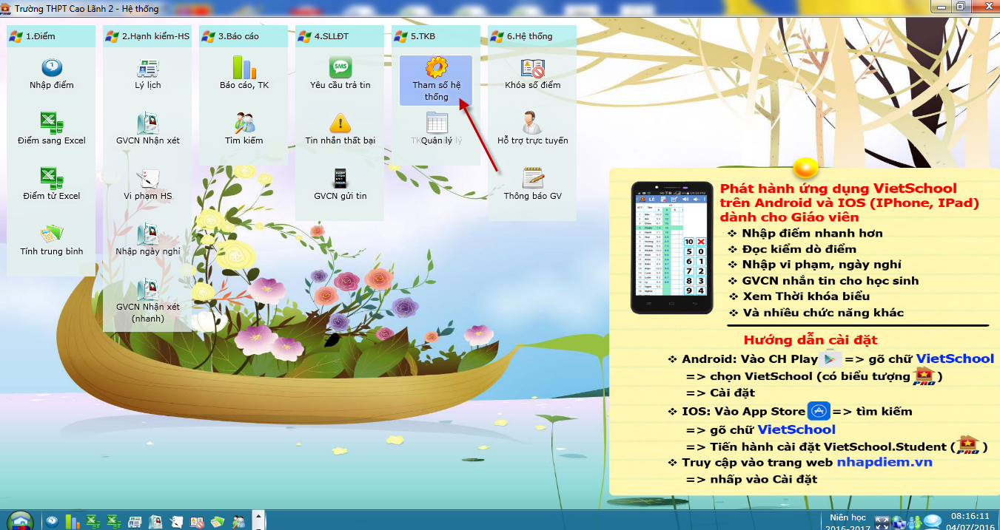 Trường THPT Cao Lãnh 2 - Hệ thống
1.Điểm
Nhập điểm
Điểm sang Excel
Điểm từ Excel
Tính trung bình
2.Hạnh kiểm-HS
Lý lịch
GVCN Nhận xét
Vi phạm HS
Nhập ngày nghỉ
GVCN Nhận xét
(nhanh)
3.Báo cáo
Báo cáo, TK
Tìm kiếm
4.SLLĐT
SMS
Yêu cầu trả tin
Tin nhắn thất bại
GVCN gửi tin
5.TKB
Tham số hệ
thống
Quản lý
6.Hệ thống
Khóa sổ điểm
Hỗ trợ trực tuyến
Thông báo GV
Phát hành ứng dụng VietSchool
trên Android và IOS (IPhone, IPad)
dành cho Giáo viên
❖ Nhập điểm nhanh hơn
❖ Đọc kiểm dò điểm
❖ Nhập vi phạm, ngày nghí
❖ GVCN nhắn tin cho học sinh
❖ Xem Thời khóa biểu
❖ Và nhiều chức năng khác
10
5 0
6 1
7 2
8 3
9 4
Hướng dẫn cài đặt
❖ Android: Vào CH Play => gõ chữ VietSchool
=> chọn VietSchool (có biểu tượng PRO )
=> Cài đặt
❖ IOS: Vào App Store => tìm kiếm
=> gõ chữ VietSchool
=> Tiến hành cài đặt VietSchool.Student ( PRO )
❖ Truy cập vào trang web nhapdiem.vn
=> nhấp vào Cài đặt
Niên học
2016-2017
08:16:11
04/07/2016